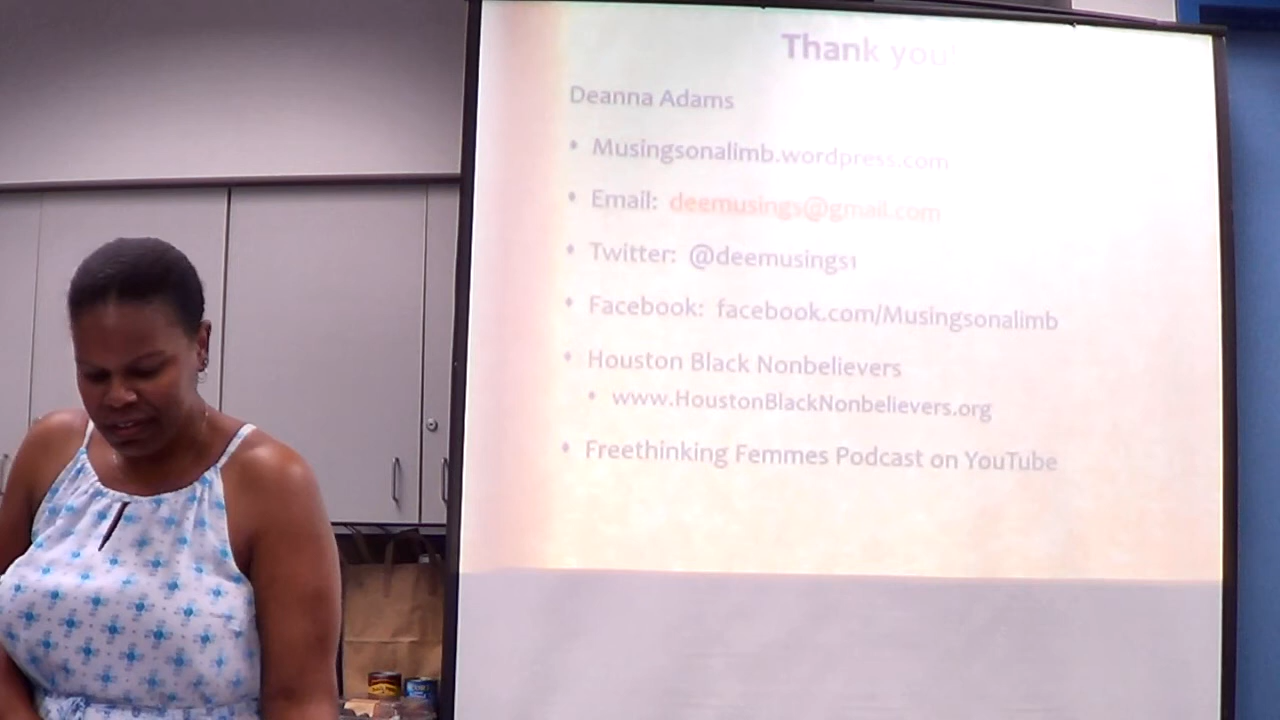 Thank you!
Deanna Adams
• Musingsonalimb.wordpress.com
• Email: deemusings@gmail.com
• Twitter: @deemusings1
• Facebook: facebook.com/Musingsonalimb
• Houston Black Nonbelievers
• www.HoustonBlackNonbelievers.org
• Freethinking Femmes Podcast on YouTube